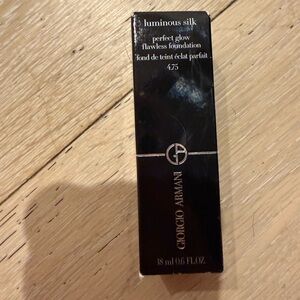 luminous silk
perfect glow
flawless foundation
fond de teint éclat parfait
4.75
GIORGIO ARMANI
18 ml 0.6 FL.OZ.